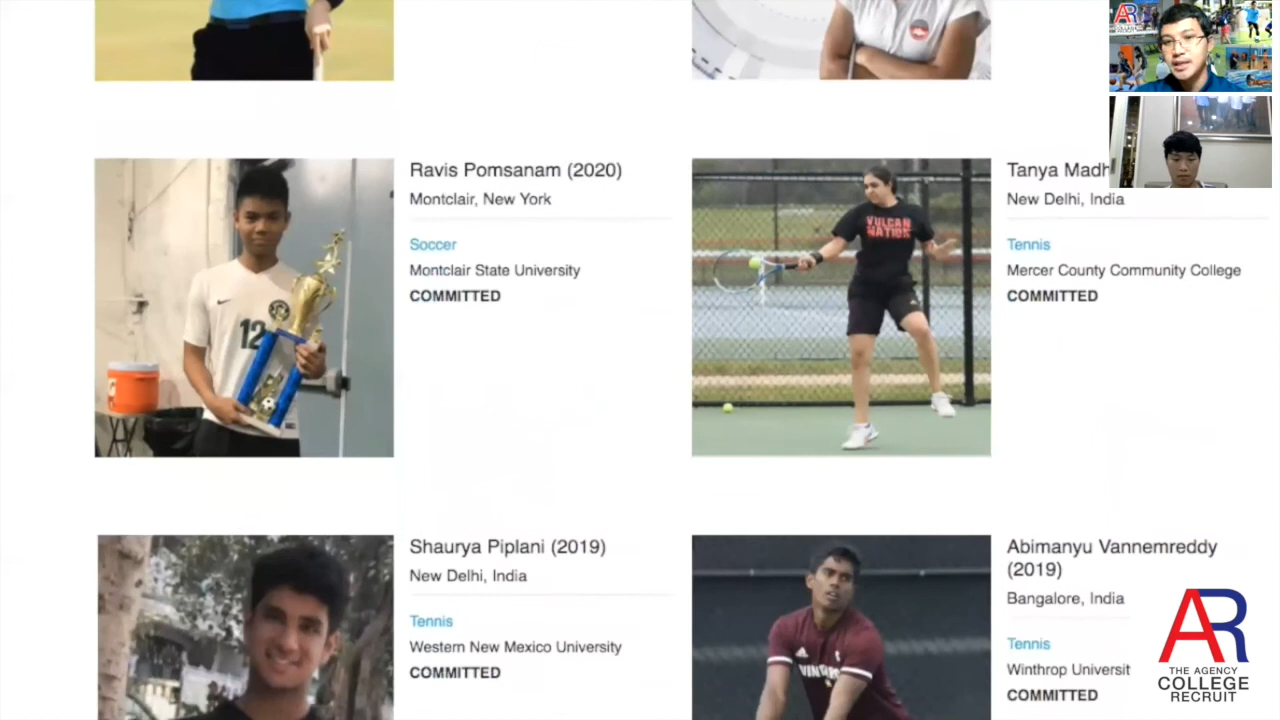 AR
Ravis Pomsanam (2020)
Montclair, New York
Soccer
Montclair State University
COMMITTED
12
Tanya Madh
New Delhi, India
Tennis
Mercer County Community College
COMMITTED
VULCAN
NATION
Shaurya Piplani (2019)
New Delhi, India
Tennis
Western New Mexico University
COMMITTED
Abimanyu Vannemreddy
(2019)
Bangalore, India
Tennis
Winthrop Universit
COMMITTED
AR
THE AGENCY
COLLEGE
RECRUIT